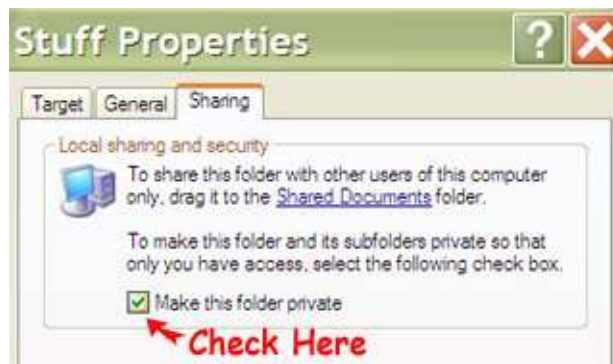 Stuff Properties
?
Target General Sharing
Local sharing and security
To share this folder with other users of this computer
only, drag it to the Shared Documents folder.
To make this folder and its subfolders private so that
only you have access, select the following check box.
Make this folder private
Check Here